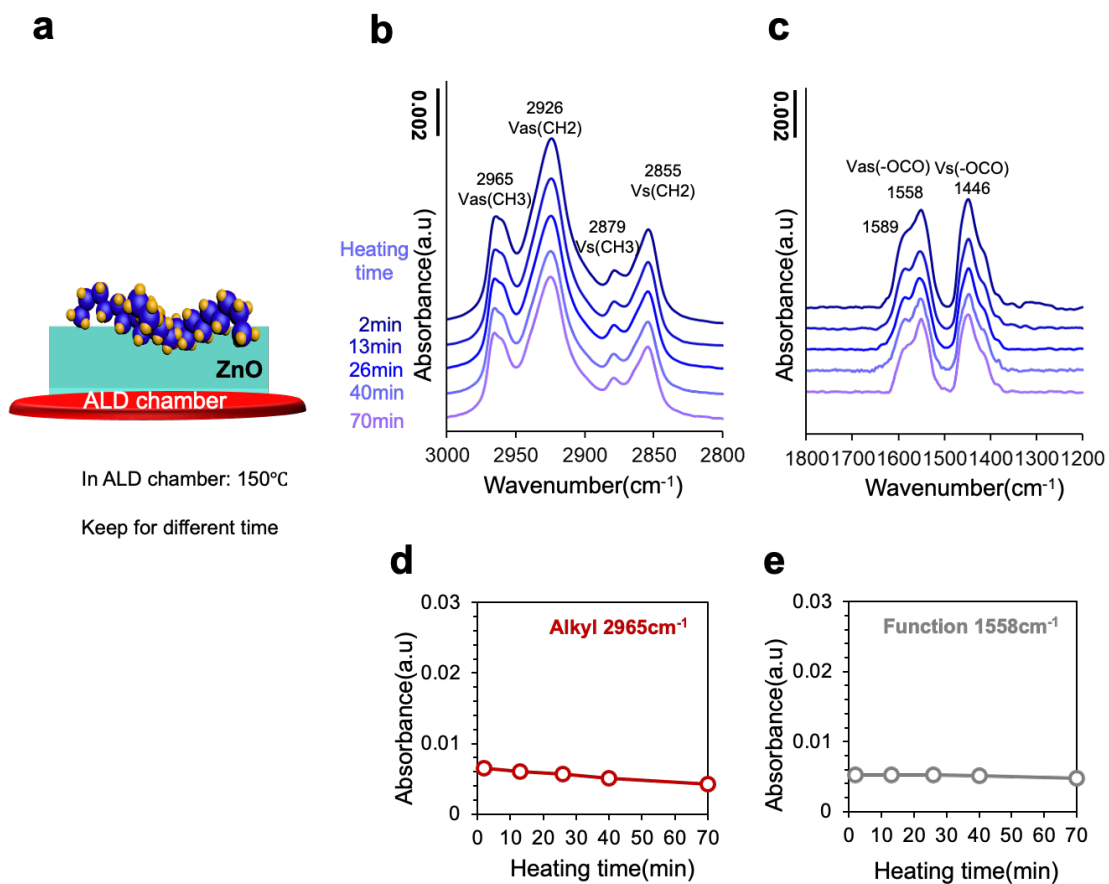 a
ZnO
ALD chamber
In ALD chamber: 150℃
Keep for different time
b
0.002
2926
Vas(CH2)
2965
Vas(CH3)
2855
Vs(CH2)
2879
Vs(CH3)
Heating
time
2min
13min
26min
40min
70min
Absorbance(a.u)
3000 2950 2900 2850 2800
Wavenumber(cm-1)
c
0.002
Vas(-OCO) Vs(-OCO)
1558 1446
1589
Absorbance(a.u)
1800 1700 1600 1500 1400 1300 1200
Wavenumber(cm-1)
d
0.03
0.02
0.01
0
Alkyl 2965cm-1
Absorbance(a.u)
0 10 20 30 40 50 60 70
Heating time(min)
e
0.03
0.02
0.01
0
Function 1558cm-1
Absorbance(a.u)
0 10 20 30 40 50 60 70
Heating time(min)